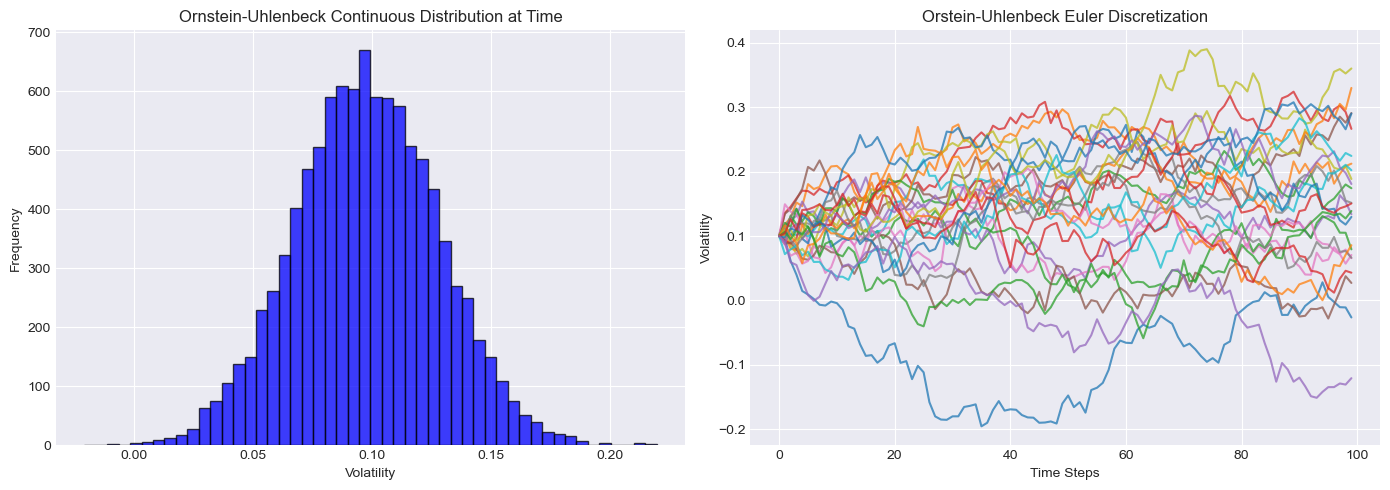 Ornstein-Uhlenbeck Continuous Distribution at Time
700
600
500
400
300
200
100
0
Frequency
0.00 0.05 0.10 0.15 0.20
Volatility
Orstein-Uhlenbeck Euler Discretization
0.4
0.3
0.2
0.1
0.0
−0.1
−0.2
Volatility
0 20 40 60 80 100
Time Steps